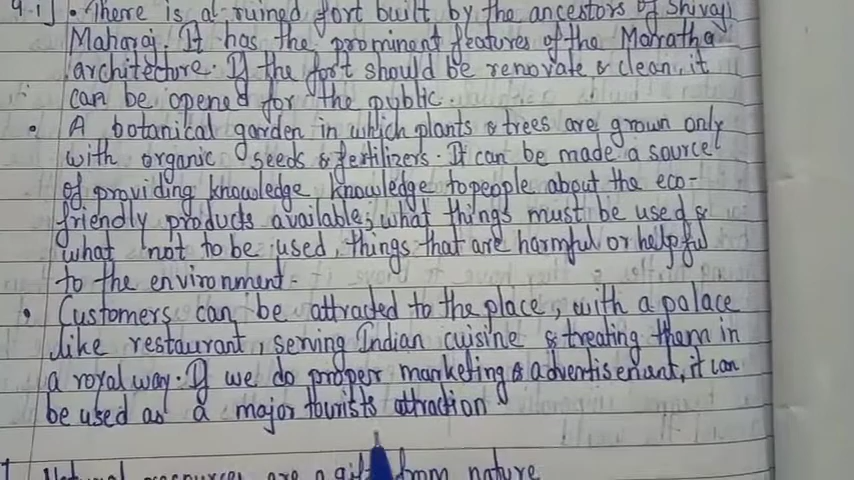 4.1] • There is a ruined fort built by the ancestors of Shivaji
Maharaj. It has the prominent features of the Maratha
architecture. If the fort should be renovate & clean, it
can be opened for the public.
• A botanical garden in which plants & trees are grown only
with organic seeds & fertilizers. It can be made a source
of providing knowledge knowledge to people about the eco-
friendly products available, what things must be used &
what not to be used, things that are harmful or helpful
to the environment.
• Customers can be attracted to the place, with a palace
like restaurant, serving Indian cuisine & treating them in
a royal way. If we do proper marketing & advertisement, it can
be used as a major tourists attraction
Natural resources are a gift from nature